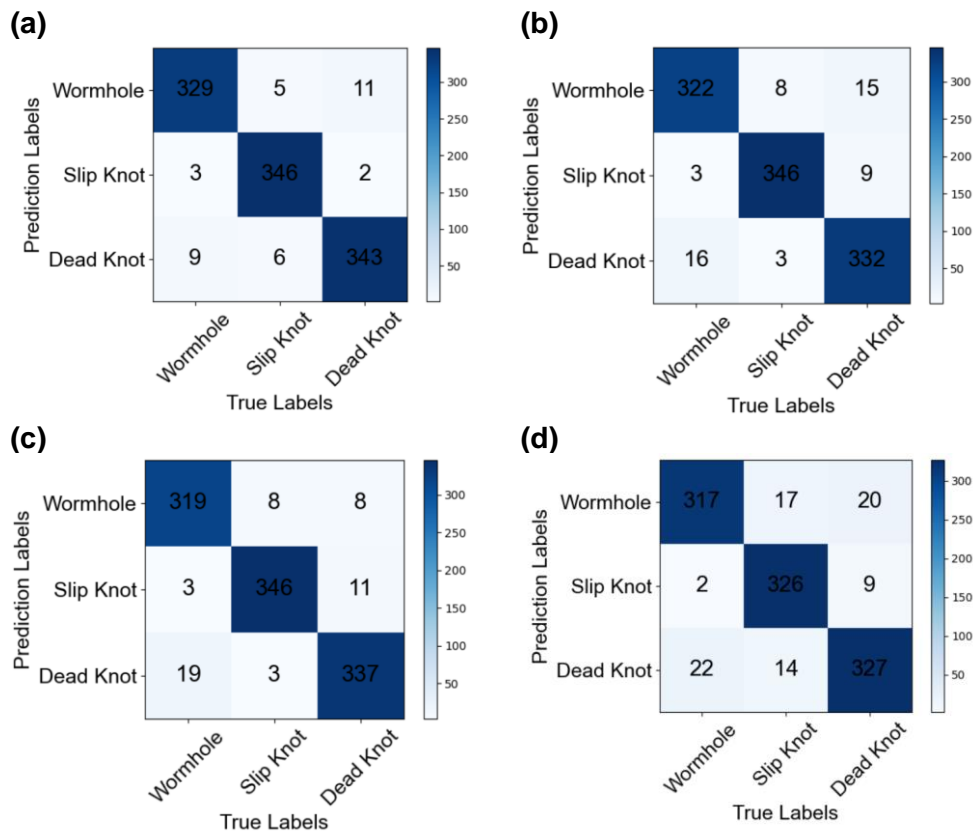 (a)
Prediction Labels
Wormhole 329 5 11
Slip Knot 3 346 2
Dead Knot 9 6 343
Wormhole Slip Knot Dead Knot
True Labels
300
250
200
150
100
50
(b)
Prediction Labels
Wormhole 322 8 15
Slip Knot 3 346 9
Dead Knot 16 3 332
Wormhole Slip Knot Dead Knot
True Labels
300
250
200
150
100
50
(c)
Prediction Labels
Wormhole 319 8 8
Slip Knot 3 346 11
Dead Knot 19 3 337
Wormhole Slip Knot Dead Knot
True Labels
300
250
200
150
100
50
(d)
Prediction Labels
Wormhole 317 17 20
Slip Knot 2 326 9
Dead Knot 22 14 327
Wormhole Slip Knot Dead Knot
True Labels
300
250
200
150
100
50